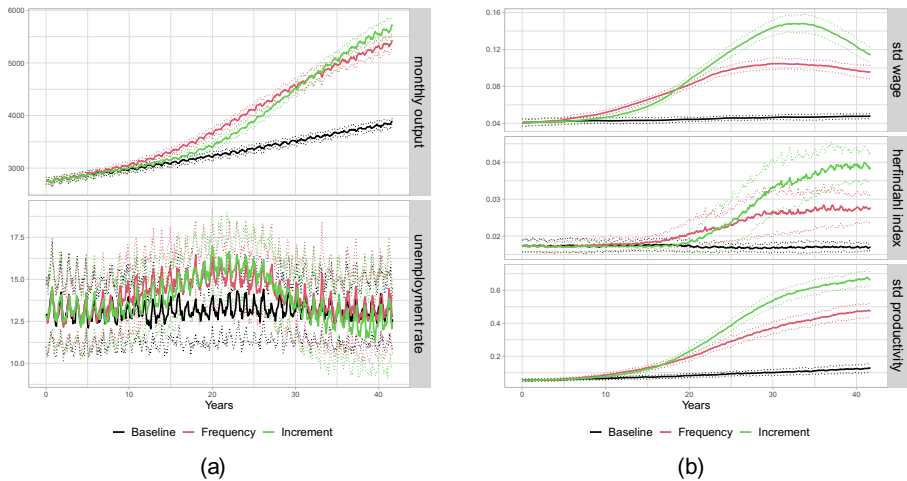 6000
5000
4000
3000
monthly output
17.5
15.0
12.5
10.0
unemployment rate
0 10 20 30 40
Years
Baseline Frequency Increment
(a)
0.16
0.12
0.08
0.04
std wage
0.04
0.03
0.02
herfindahl index
0.6
0.4
0.2
std productivity
0 10 20 30 40
Years
Baseline Frequency Increment
(b)